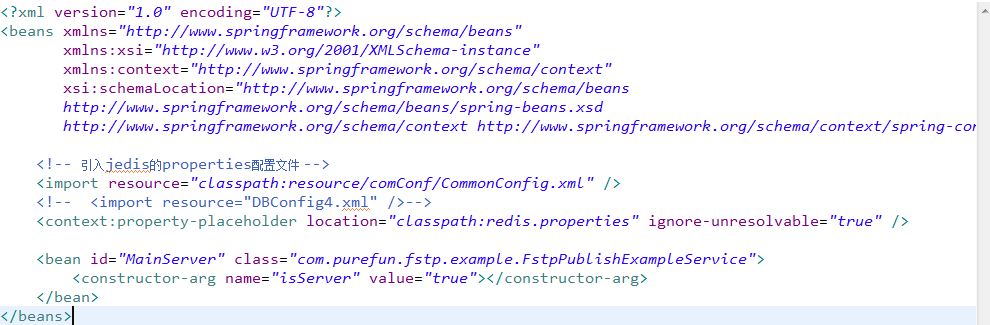 <?xml version="1.0" encoding="UTF-8"?>
<beans xmlns="http://www.springframework.org/schema/beans"
xmlns:xsi="http://www.w3.org/2001/XMLSchema-instance"
xmlns:context="http://www.springframework.org/schema/context"
xsi:schemaLocation="http://www.springframework.org/schema/beans
http://www.springframework.org/schema/beans/spring-beans.xsd
http://www.springframework.org/schema/context http://www.springframework.org/schema/context/spring-con
<!-- 引入jedis的properties配置文件 -->
<import resource="classpath:resource/comConf/CommonConfig.xml" />
<!-- <import resource="DBConfig4.xml" />-->
<context:property-placeholder location="classpath:redis.properties" ignore-unresolvable="true" />
<bean id="MainServer" class="com.purefun.fstp.example.FstpPublishExampleService">
<constructor-arg name="isServer" value="true"></constructor-arg>
</bean>
</beans>